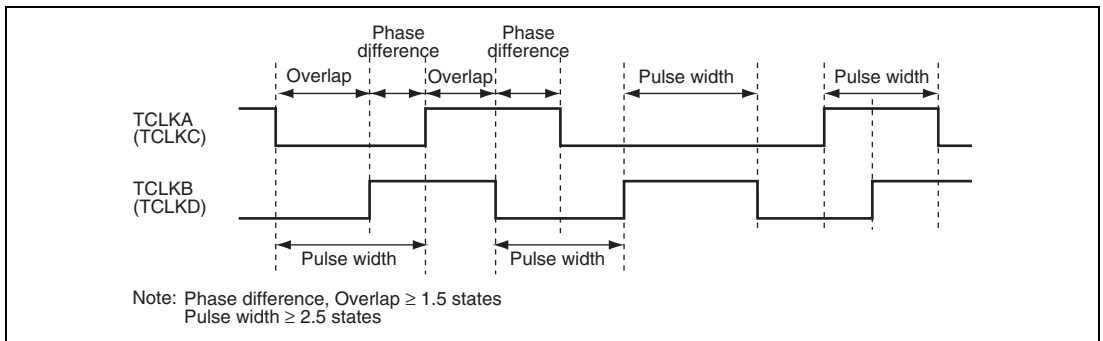 Phase difference
Phase difference
Overlap
Overlap
Pulse width
Pulse width
TCLKA
(TCLKC)
TCLKB
(TCLKD)
Pulse width
Pulse width
Note: Phase difference, Overlap ≥ 1.5 states
Pulse width ≥ 2.5 states